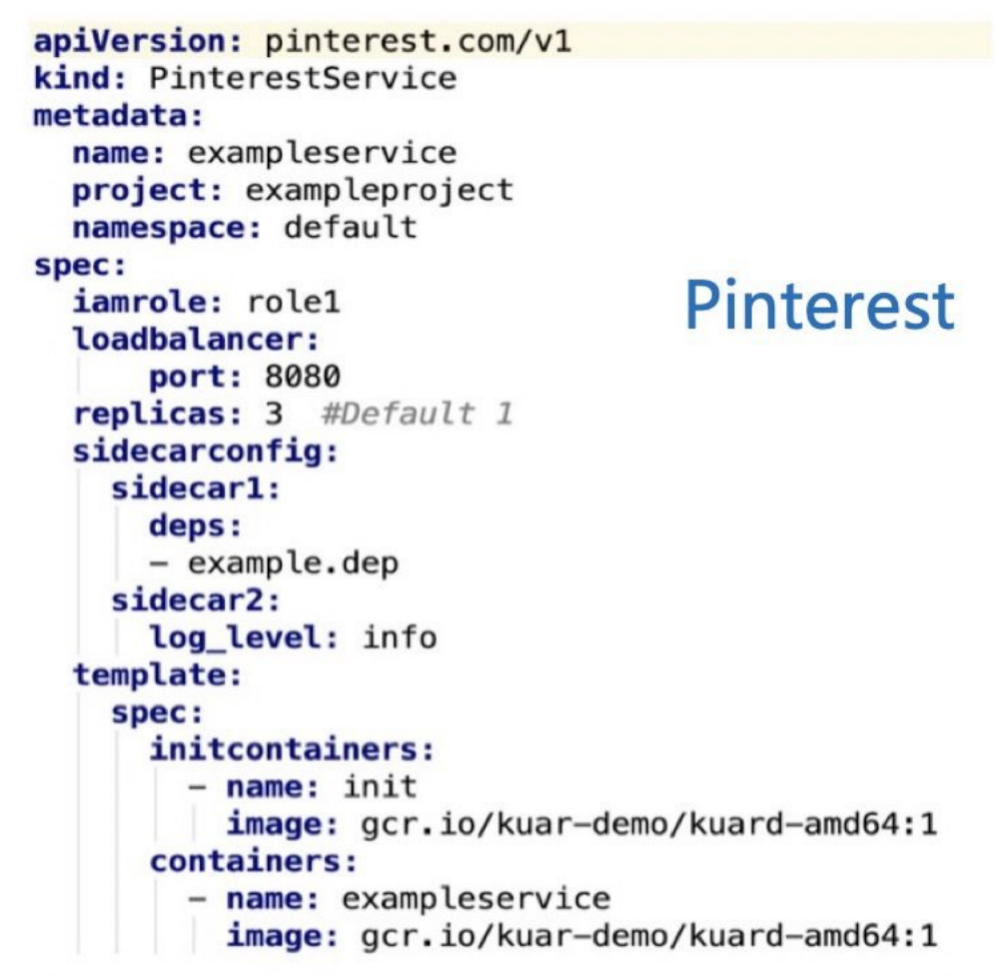 apiVersion: pinterest.com/v1
kind: PinterestService
metadata:
  name: exampleservice
  project: exampleproject
  namespace: default
spec:
  iamrole: role1
  loadbalancer:
      port: 8080
  replicas: 3  #Default 1
  sidecarconfig:
    sidecar1:
      deps:
      - example.dep
    sidecar2:
      log_level: info
  template:
    spec:
      initcontainers:
        - name: init
          image: gcr.io/kuar-demo/kuard-amd64:1
      containers:
        - name: exampleservice
          image: gcr.io/kuar-demo/kuard-amd64:1
Pinterest